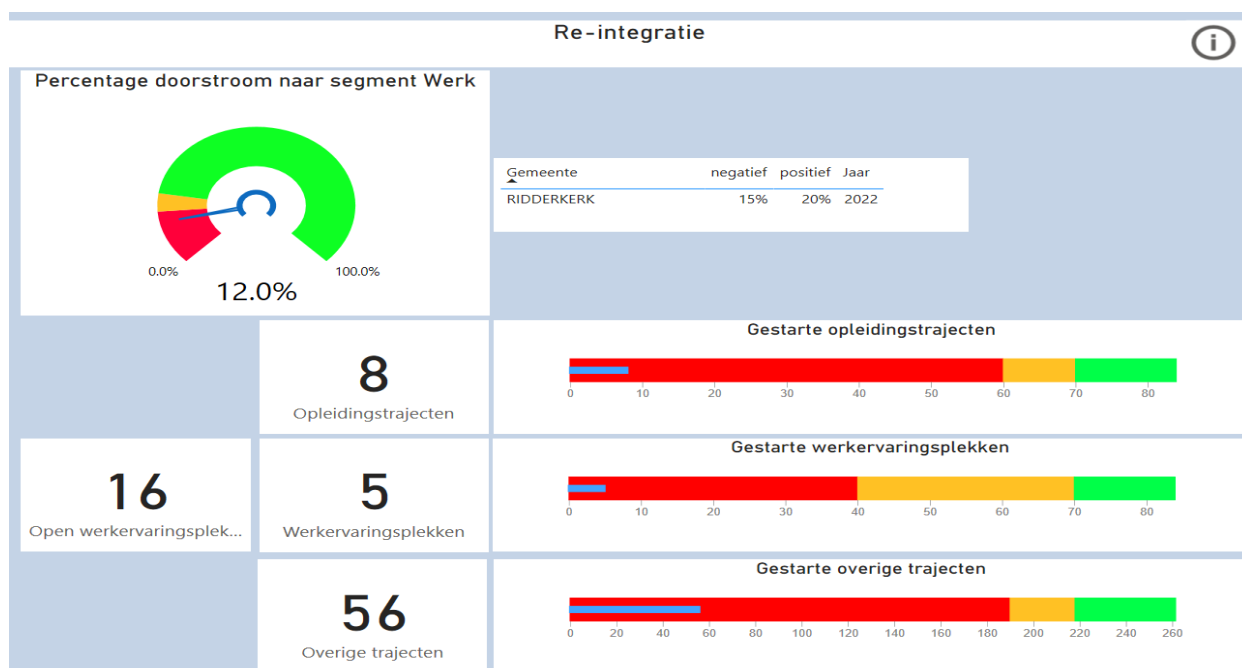 Re-integratie
Percentage doorstroom naar segment Werk
0.0%
100.0%
12.0%
Gemeente negatief positief Jaar
RIDDERKERK 15% 20% 2022
8
Opleidingstrajecten
Gestarte opleidingstrajecten
0 10 20 30 40 50 60 70 80
16
Open werkervaringsplek...
5
Werkervaringsplekken
Gestarte werkervaringsplekken
0 10 20 30 40 50 60 70 80
56
Overige trajecten
Gestarte overige trajecten
0 20 40 60 80 100 120 140 160 180 200 220 240 260